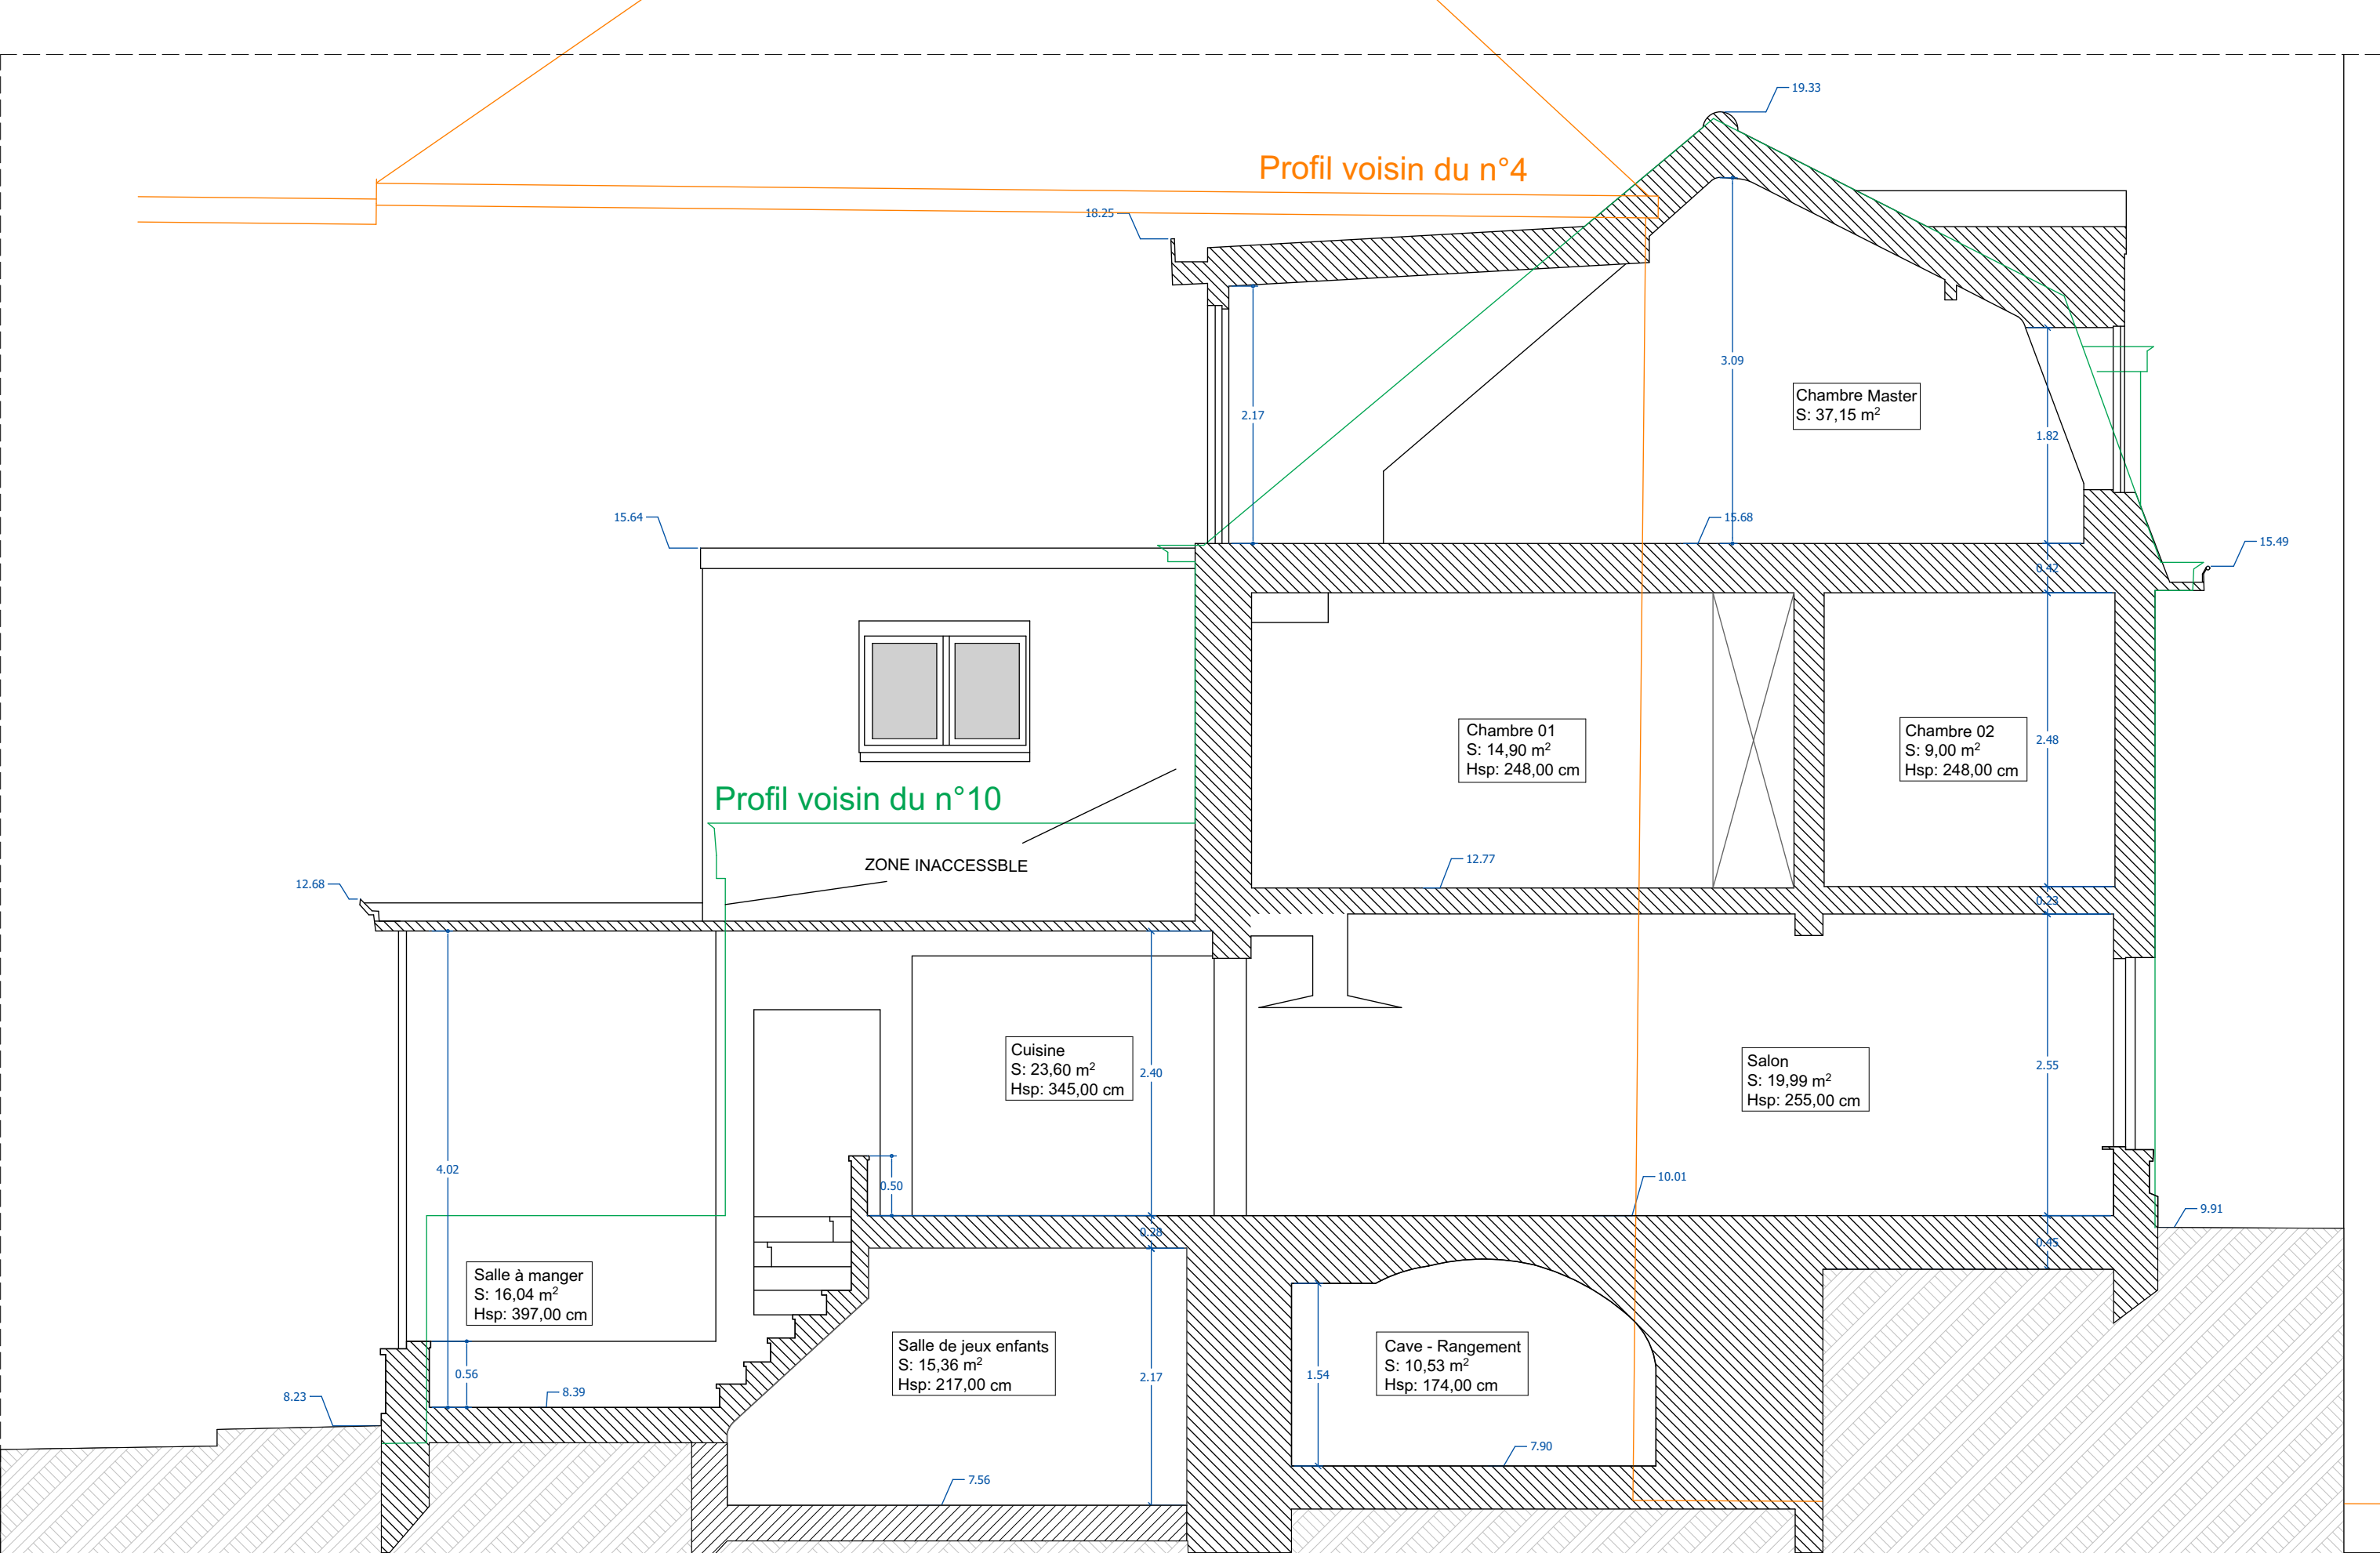 19.33
Profil voisin du n°4
18.25
3.09
Chambre Master
S: 37,15 m²
2.17
1.82
15.64
15.68
15.49
0.42
Chambre 01
S: 14,90 m²
Hsp: 248,00 cm
Chambre 02
S: 9,00 m²
Hsp: 248,00 cm
2.48
Profil voisin du n°10
ZONE INACCESSBLE
12.77
12.68
0.23
Cuisine
S: 23,60 m²
Hsp: 345,00 cm
2.40
Salon
S: 19,99 m²
Hsp: 255,00 cm
2.55
4.02
0.50
10.01
9.91
0.28
0.45
Salle à manger
S: 16,04 m²
Hsp: 397,00 cm
Salle de jeux enfants
S: 15,36 m²
Hsp: 217,00 cm
2.17
1.54
Cave - Rangement
S: 10,53 m²
Hsp: 174,00 cm
0.56
8.23
8.39
7.90
7.56